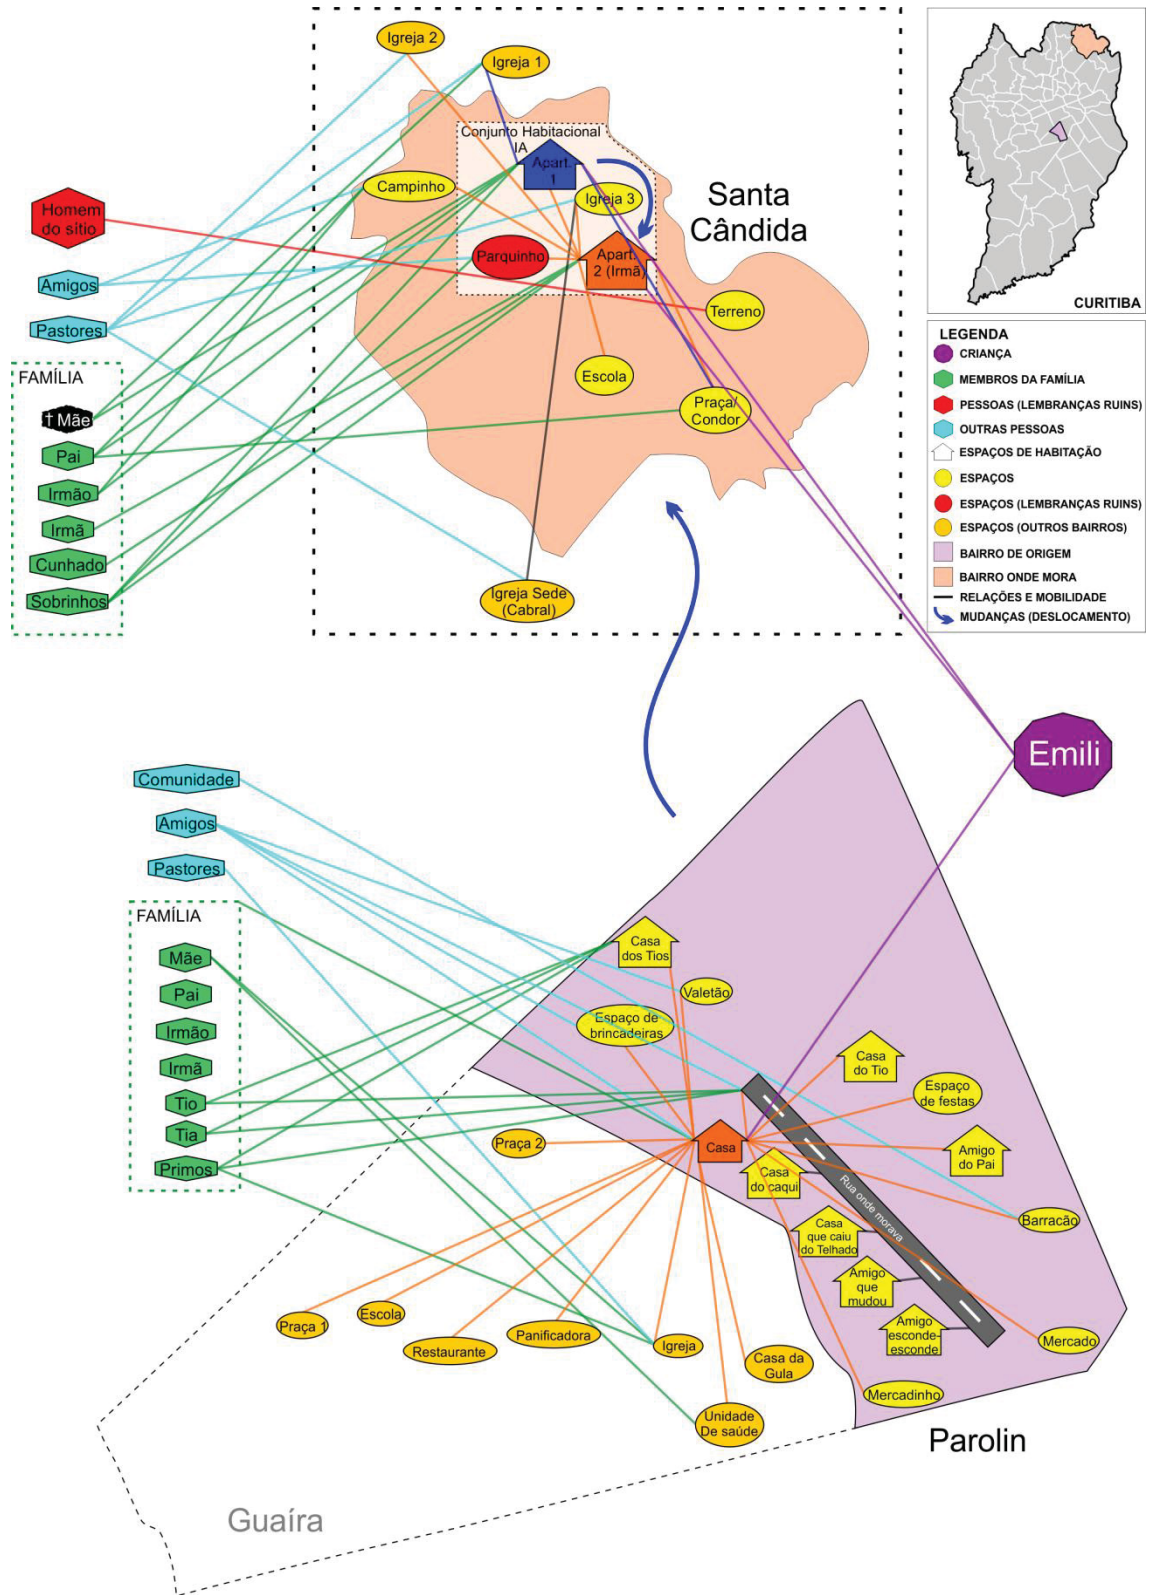 Igreja 2
Igreja 1
Conjunto Habitacional
IA
Apart.
1
Campinho
Igreja 3
Santa
Cândida
Homem
do sítio
Parquinho
Apart.
2 (Irmã)
Amigos
Terreno
Pastores
Escola
Praça/
Condor
FAMÍLIA
† Mãe
Pai
Irmão
Irmã
Cunhado
Sobrinhos
Igreja Sede
(Cabral)
CURITIBA
LEGENDA
CRIANÇA
MEMBROS DA FAMÍLIA
PESSOAS (LEMBRANÇAS RUINS)
OUTRAS PESSOAS
ESPAÇOS DE HABITAÇÃO
ESPAÇOS
ESPAÇOS (LEMBRANÇAS RUINS)
ESPAÇOS (OUTROS BAIRROS)
BAIRRO DE ORIGEM
BAIRRO ONDE MORA
RELAÇÕES E MOBILIDADE
MUDANÇAS (DESLOCAMENTO)
Emili
Comunidade
Amigos
Pastores
FAMÍLIA
Mãe
Pai
Irmão
Irmã
Tio
Tia
Primos
Casa
dos Tios
Valetão
Espaço de
brincadeiras
Casa
do Tio
Espaço
de festas
Praça 2
Casa
Amigo
do Pai
Casa
do caqui
Rua onde morava
Barracão
Casa
que caiu
do Telhado
Amigo
que
mudou
Amigo
esconde-
esconde
Praça 1
Escola
Restaurante
Panificadora
Igreja
Casa da
Gula
Mercado
Mercadinho
Unidade
De saúde
Parolin
Guaíra